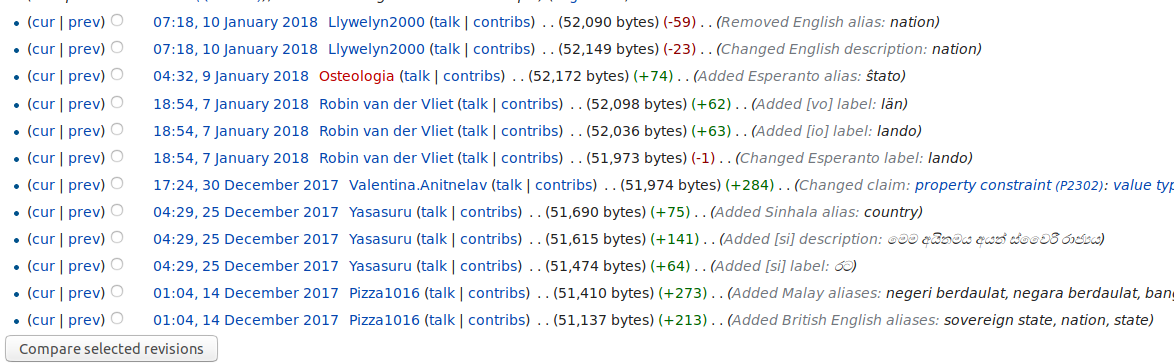 (cur | prev) 07:18, 10 January 2018 Llywelyn2000 (talk | contribs) . . (52,090 bytes) (-59) . . (Removed English alias: nation)
(cur | prev) 07:18, 10 January 2018 Llywelyn2000 (talk | contribs) . . (52,149 bytes) (-23) . . (Changed English description: nation)
(cur | prev) 04:32, 9 January 2018 Osteologia (talk | contribs) . . (52,172 bytes) (+74) . . (Added Esperanto alias: ŝtato)
(cur | prev) 18:54, 7 January 2018 Robin van der Vliet (talk | contribs) . . (52,098 bytes) (+62) . . (Added [vo] label: län)
(cur | prev) 18:54, 7 January 2018 Robin van der Vliet (talk | contribs) . . (52,036 bytes) (+63) . . (Added [io] label: lando)
(cur | prev) 18:54, 7 January 2018 Robin van der Vliet (talk | contribs) . . (51,973 bytes) (-1) . . (Changed Esperanto label: lando)
(cur | prev) 17:24, 30 December 2017 Valentina.Anitnelav (talk | contribs) . . (51,974 bytes) (+284) . . (Changed claim: property constraint (P2302): value typ
(cur | prev) 04:29, 25 December 2017 Yasasuru (talk | contribs) . . (51,690 bytes) (+75) . . (Added Sinhala alias: country)
(cur | prev) 04:29, 25 December 2017 Yasasuru (talk | contribs) . . (51,615 bytes) (+141) . . (Added [si] description: මෙම අයිතමය අයත් ස්වෛරී රාජ්‍යය)
(cur | prev) 04:29, 25 December 2017 Yasasuru (talk | contribs) . . (51,474 bytes) (+64) . . (Added [si] label: රට)
(cur | prev) 01:04, 14 December 2017 Pizza1016 (talk | contribs) . . (51,410 bytes) (+273) . . (Added Malay aliases: negeri berdaulat, negara berdaulat, ban
(cur | prev) 01:04, 14 December 2017 Pizza1016 (talk | contribs) . . (51,137 bytes) (+213) . . (Added British English aliases: sovereign state, nation, state)
Compare selected revisions